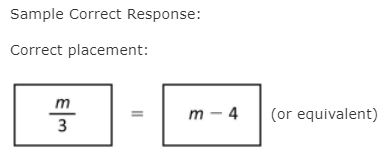 Sample Correct Response:
Correct placement:
m
3
=
m − 4
(or equivalent)